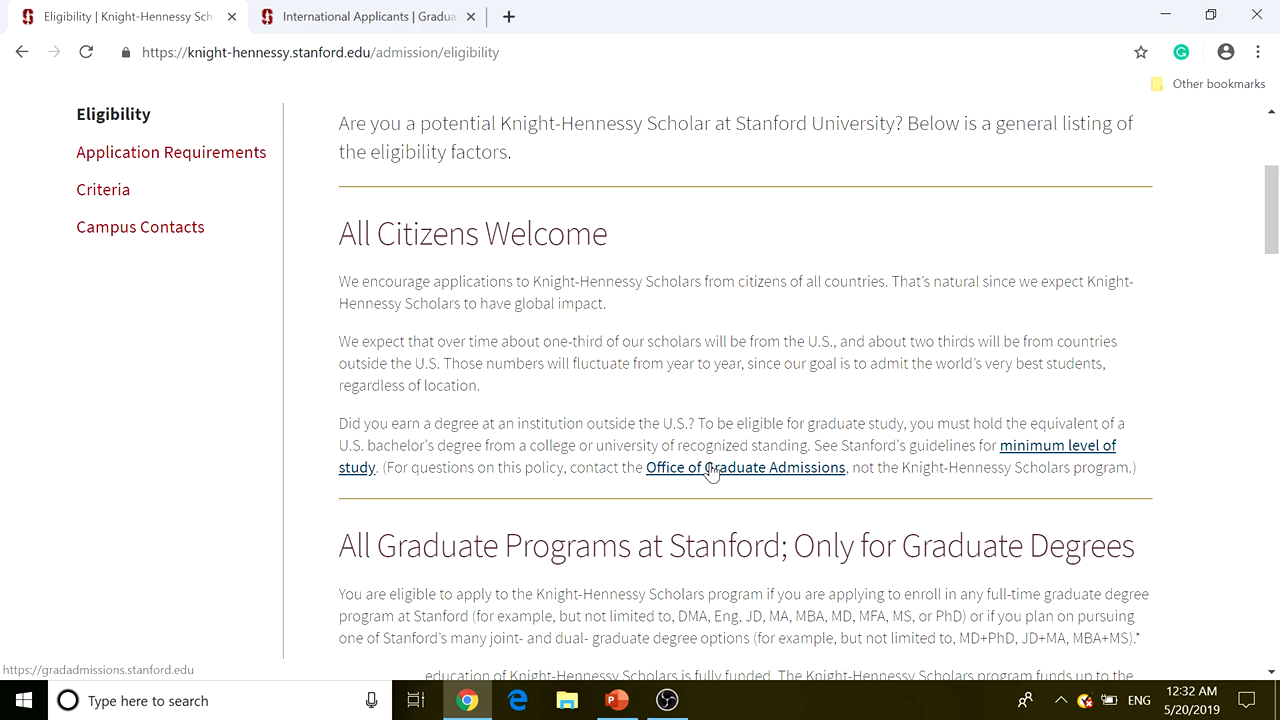 Eligibility | Knight-Hennessy Sch
International Applicants | Gradua
https://knight-hennessy.stanford.edu/admission/eligibility
Other bookmarks
Eligibility
Application Requirements
Criteria
Campus Contacts
Are you a potential Knight-Hennessy Scholar at Stanford University? Below is a general listing of
the eligibility factors.
All Citizens Welcome
We encourage applications to Knight-Hennessy Scholars from citizens of all countries. That's natural since we expect Knight-
Hennessy Scholars to have global impact.
We expect that over time about one-third of our scholars will be from the U.S., and about two thirds will be from countries
outside the U.S. Those numbers will fluctuate from year to year, since our goal is to admit the world's very best students,
regardless of location.
Did you earn a degree at an institution outside the U.S.? To be eligible for graduate study, you must hold the equivalent of a
U.S. bachelor's degree from a college or university of recognized standing. See Stanford's guidelines for minimum level of
study. (For questions on this policy, contact the Office of Graduate Admissions, not the Knight-Hennessy Scholars program.)
All Graduate Programs at Stanford; Only for Graduate Degrees
You are eligible to apply to the Knight-Hennessy Scholars program if you are applying to enroll in any full-time graduate degree
program at Stanford (for example, but not limited to, DMA, Eng, JD, MA, MBA, MD, MFA, MS, or PhD) or if you plan on pursuing
one of Stanford's many joint- and dual- graduate degree options (for example, but not limited to, MD+PhD, JD+MA, MBA+MS).*
https://gradadmissions.stanford.edu
education of Knight-Hennessy Scholars is fully funded. The Knight-Hennessy Scholars program funds up to the
Type here to search
ENG
12:32 AM
5/20/2019